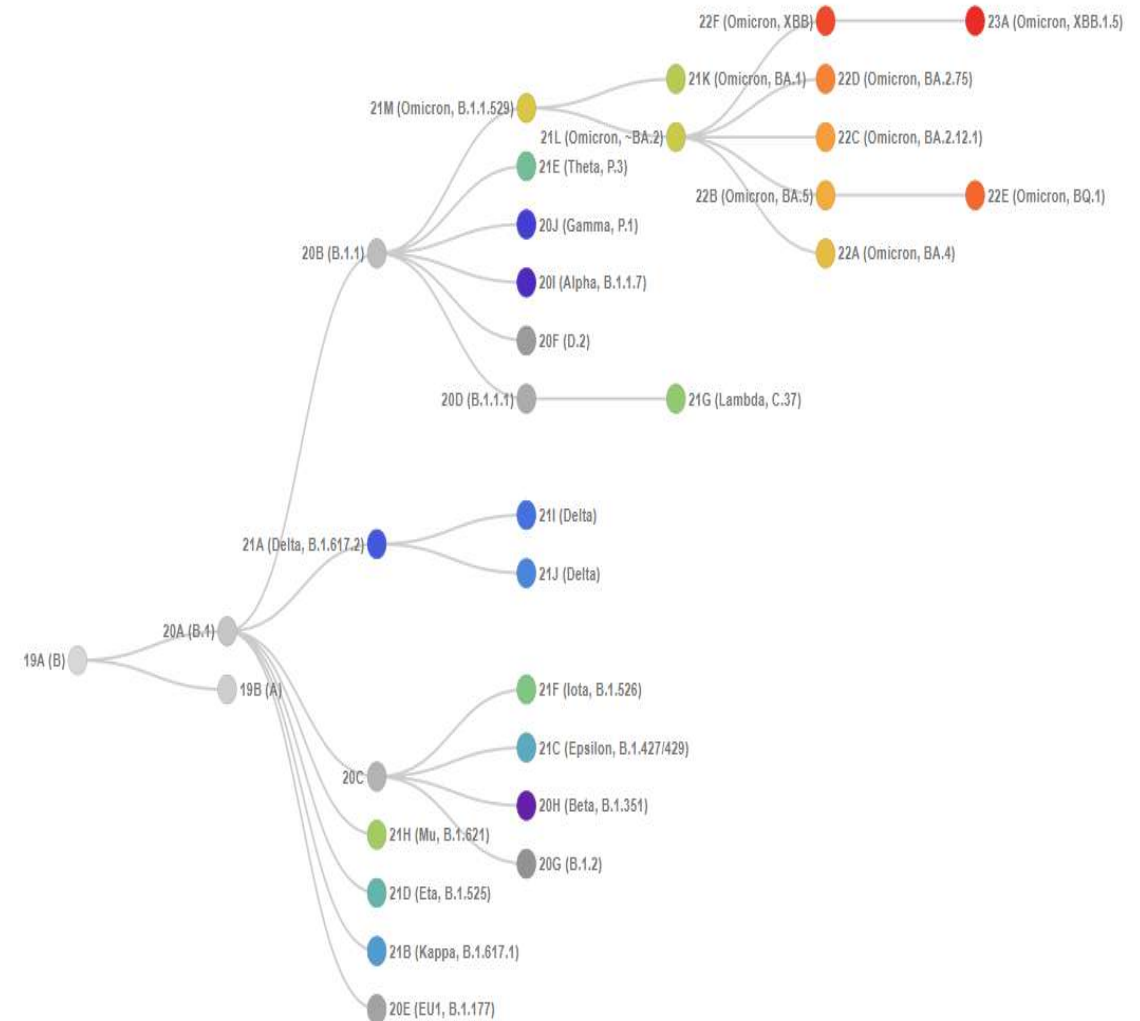 22F (Omicron, XBB)
23A (Omicron, XBB.1.5)
21K (Omicron, BA.1)
22D (Omicron, BA.2.75)
21M (Omicron, B.1.1.529)
21L (Omicron, ~BA.2)
22C (Omicron, BA.2.12.1)
21E (Theta, P.3)
22B (Omicron, BA.5)
22E (Omicron, BQ.1)
20J (Gamma, P.1)
20B (B.1.1)
22A (Omicron, BA.4)
20I (Alpha, B.1.1.7)
20F (D.2)
20D (B.1.1.1)
21G (Lambda, C.37)
21I (Delta)
21A (Delta, B.1.617.2)
21J (Delta)
20A (B.1)
19A (B)
19B (A)
21F (Iota, B.1.526)
21C (Epsilon, B.1.427/429)
20C
20H (Beta, B.1.351)
21H (Mu, B.1.621)
20G (B.1.2)
21D (Eta, B.1.525)
21B (Kappa, B.1.617.1)
20E (EU1, B.1.177)